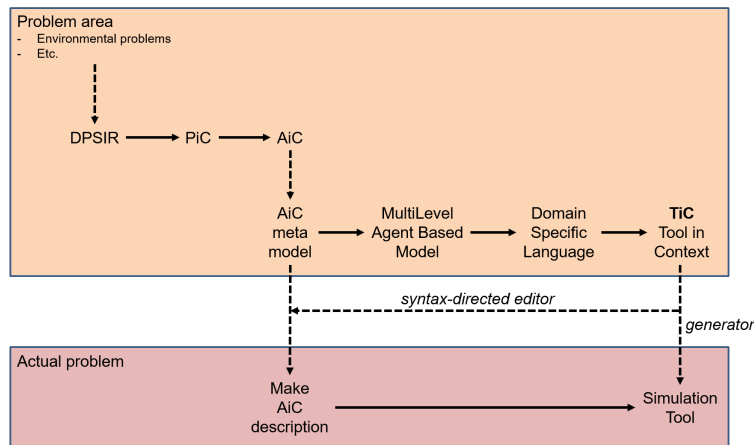 Problem area
- Environmental problems
- Etc.
DPSIR
PiC
AiC
AiC
meta
model
MultiLevel
Agent Based
Model
Domain
Specific
Language
TiC
Tool in
Context
syntax-directed editor
generator
Actual problem
Make
AiC
description
Simulation
Tool